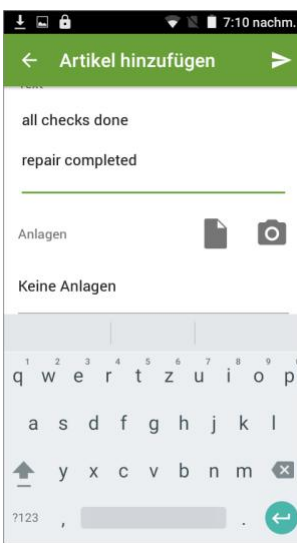 7:10 nachm.
Artikel hinzufügen
Text
all checks done
repair completed
Anlagen
Keine Anlagen
1 2 3 4 5 6 7 8 9
q w e r t z u i o p
a s d f g h j k l
y x c v b n m
?123 , .